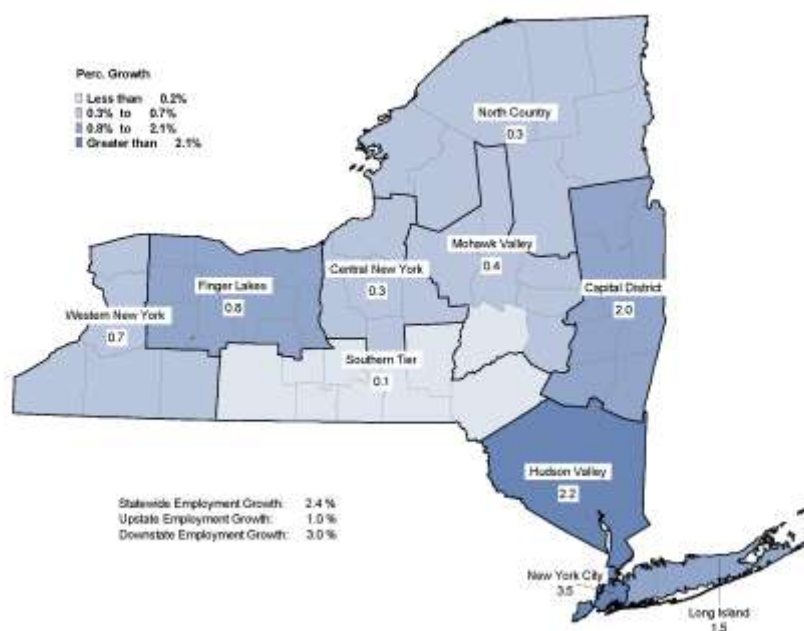 Perc. Growth
Less than 0.2%
0.3% to 0.7%
0.8% to 2.1%
Greater than 2.1%
North Country
0.3
Mohawk Valley
0.4
Central New York
0.3
Finger Lakes
0.8
Capital District
2.0
Western New York
0.7
Southern Tier
0.1
Hudson Valley
2.2
Statewide Employment Growth: 2.4 %
Upstate Employment Growth: 1.0 %
Downstate Employment Growth: 3.0 %
New York City
3.5
Long Island
1.5